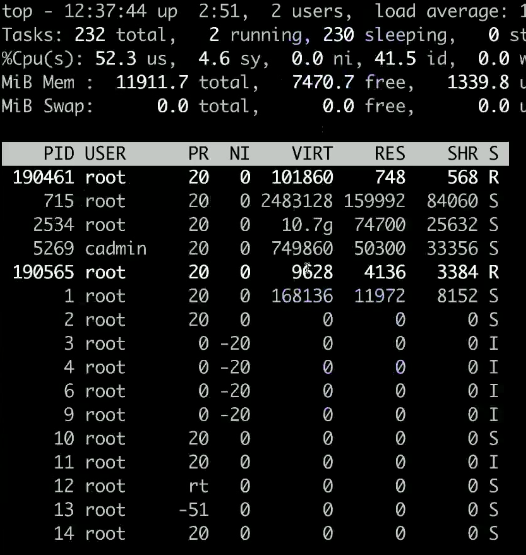 top - 12:37:44 up  2:51,  2 users,  load average:
Tasks: 232 total,   2 running, 230 sleeping,   0 st
%Cpu(s): 52.3 us,  4.6 sy,  0.0 ni, 41.5 id,  0.0 w
MiB Mem :  11911.7 total,   7470.7 free,   1339.8 u
MiB Swap:      0.0 total,      0.0 free,      0.0 u
PID USER      PR  NI    VIRT    RES    SHR S
190461 root      20   0  101860    748    568 R
715 root      20   0 2483128 159992  84060 S
2534 root      20   0   10.7g  74700  25632 S
5269 cadmin    20   0  749860  50300  33356 S
190565 root      20   0    9628   4136   3384 R
1 root      20   0  168136  11972   8152 S
2 root      20   0       0      0      0 S
3 root       0 -20       0      0      0 I
4 root       0 -20       0      0      0 I
6 root       0 -20       0      0      0 I
9 root       0 -20       0      0      0 I
10 root      20   0       0      0      0 S
11 root      20   0       0      0      0 I
12 root      rt   0       0      0      0 S
13 root     -51   0       0      0      0 S
14 root      20   0       0      0      0 S